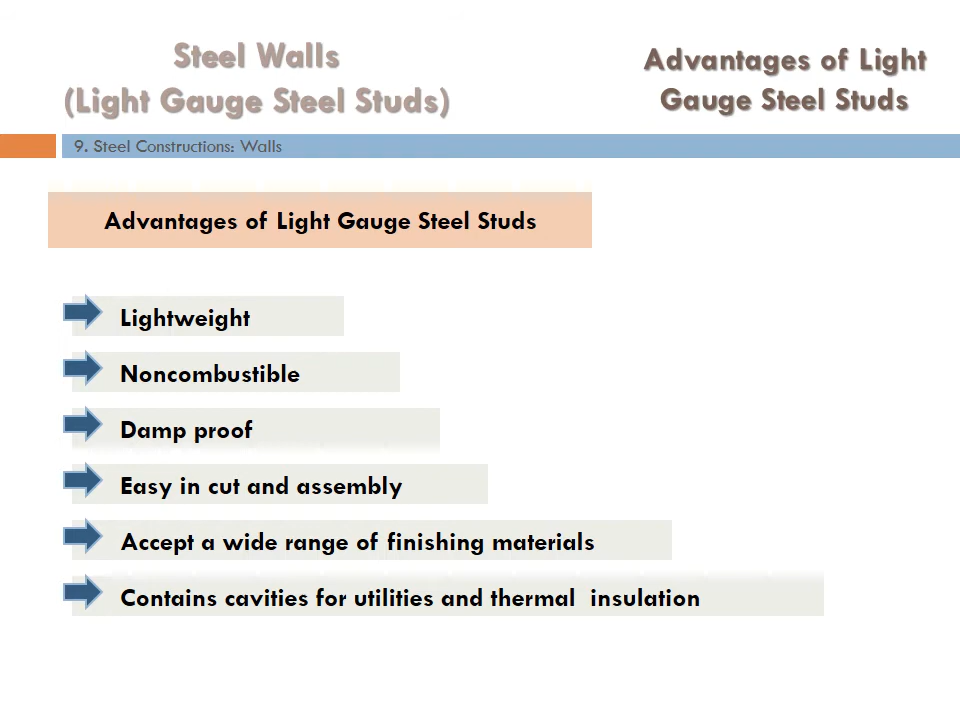 Steel Walls
(Light Gauge Steel Studs)
Advantages of Light
Gauge Steel Studs
9. Steel Constructions: Walls
Advantages of Light Gauge Steel Studs
Lightweight
Noncombustible
Damp proof
Easy in cut and assembly
Accept a wide range of finishing materials
Contains cavities for utilities and thermal insulation